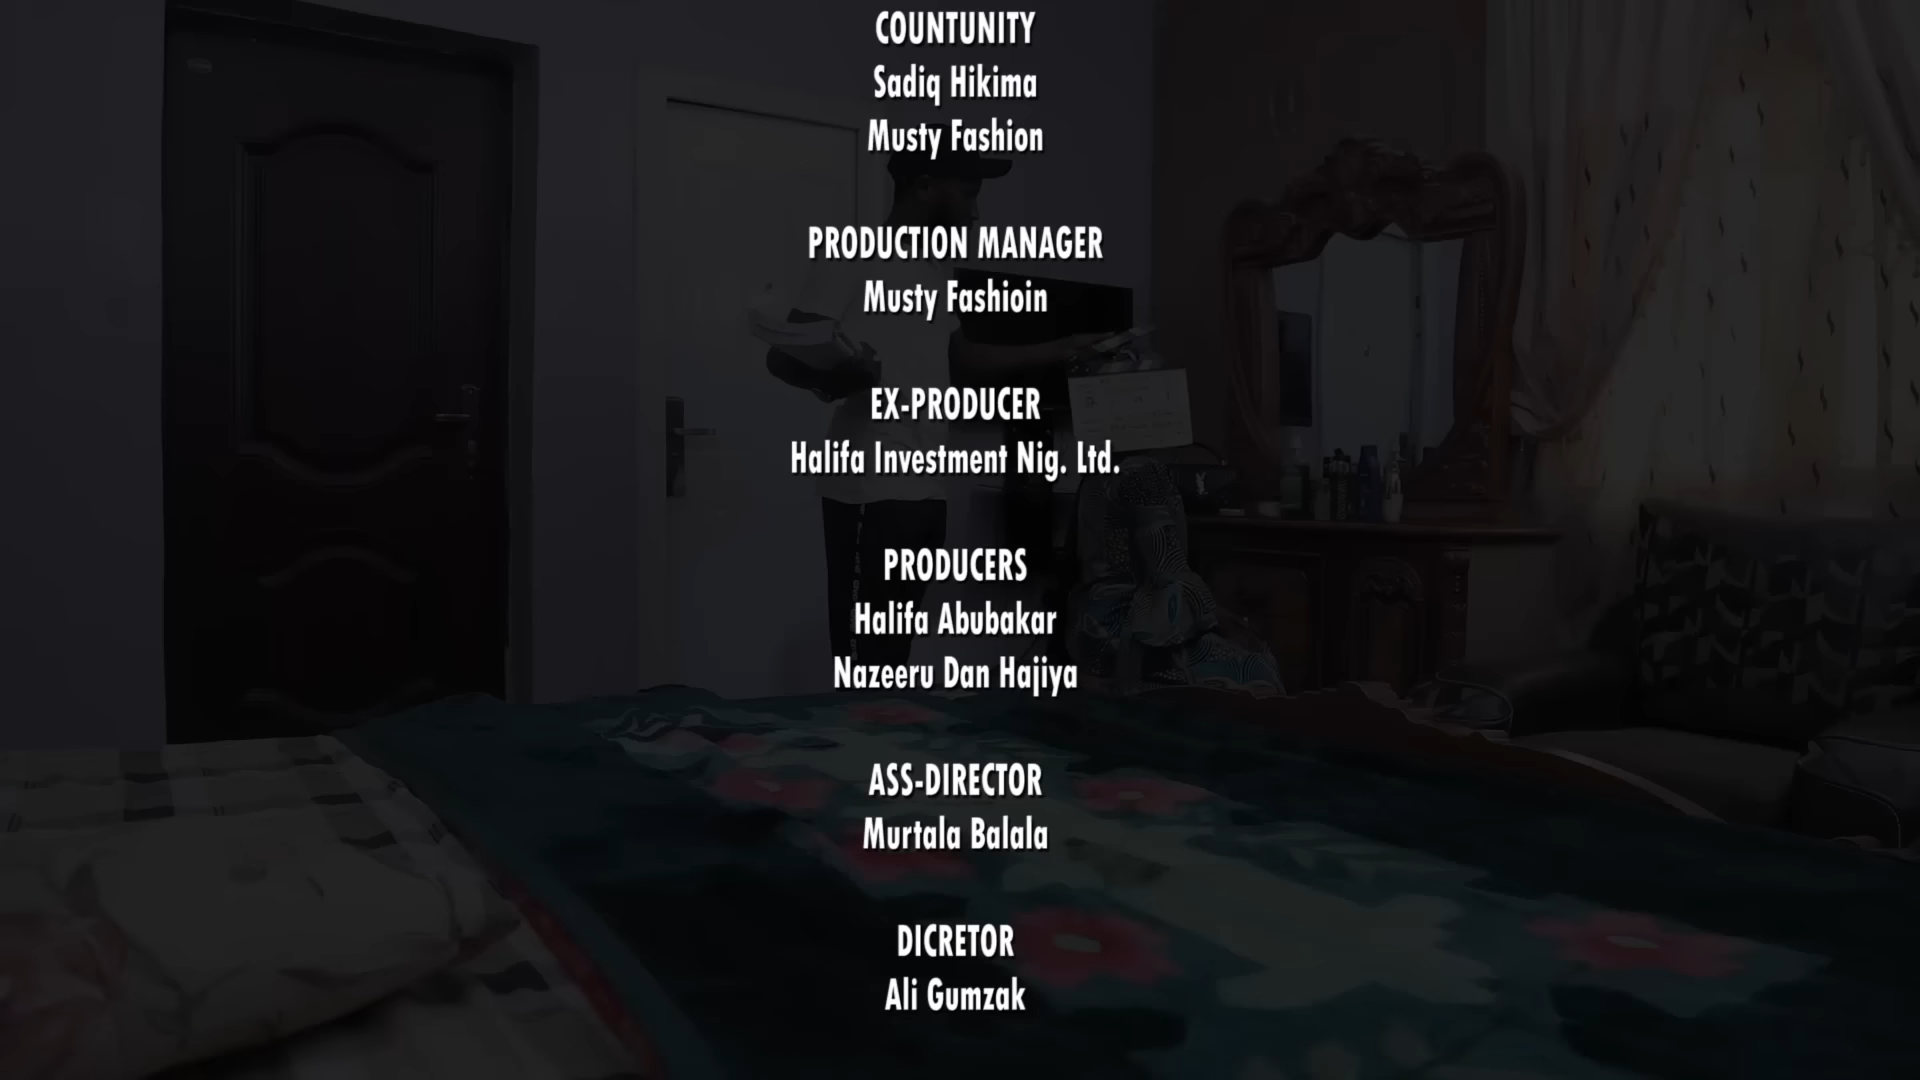 COUNTUNITY
Sadiq Hikima
Musty Fashion
PRODUCTION MANAGER
Musty Fashioin
EX-PRODUCER
Halifa Investment Nig. Ltd.
PRODUCERS
Halifa Abubakar
Nazeeru Dan Hajiya
ASS-DIRECTOR
Murtala Balala
DICRETOR
Ali Gumzak